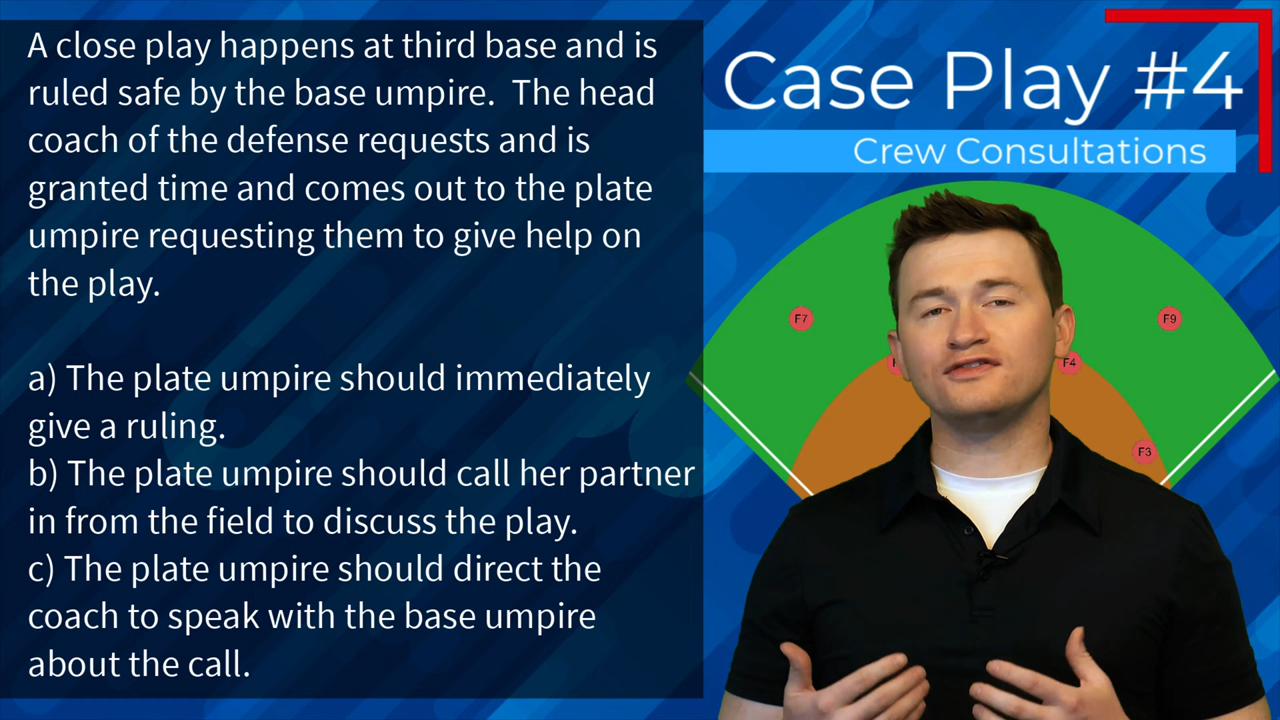 A close play happens at third base and is
ruled safe by the base umpire.  The head
coach of the defense requests and is
granted time and comes out to the plate
umpire requesting them to give help on
the play.
a) The plate umpire should immediately
give a ruling.
b) The plate umpire should call her partner
in from the field to discuss the play.
c) The plate umpire should direct the
coach to speak with the base umpire
about the call.
Case Play #4
Crew Consultations
F7
F9
F4
F3